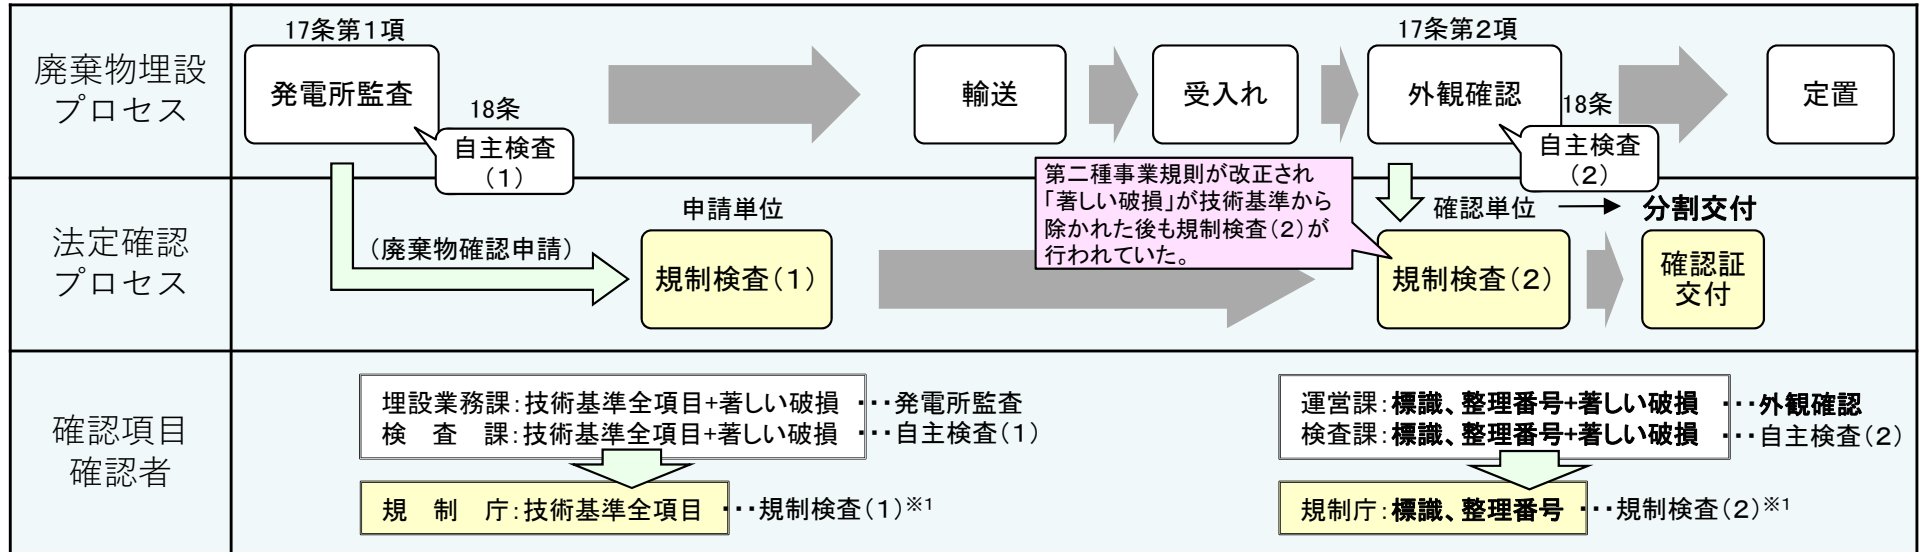 廃棄物埋設
プロセス
17条第1項
発電所監査
18条
自主検査
（1）
輸送
受入れ
17条第2項
外観確認
18条
自主検査
（2）
定置
法定確認
プロセス
（廃棄物確認申請）
申請単位
規制検査（1）
第二種事業規則が改正され
「著しい破損」が技術基準から
除かれた後も規制検査（2）が
行われていた。
確認単位
分割交付
規制検査（2）
確認証
交付
確認項目
確認者
埋設業務課：技術基準全項目+著しい破損 ・・・発電所監査
検　査　課：技術基準全項目+著しい破損 ・・・自主検査（1）
規　制　庁：技術基準全項目 ・・・規制検査（1）※1
運営課：標識、整理番号+著しい破損 ・・・外観確認
検査課：標識、整理番号+著しい破損 ・・・自主検査（2）
規制庁：標識、整理番号 ・・・規制検査（2）※1